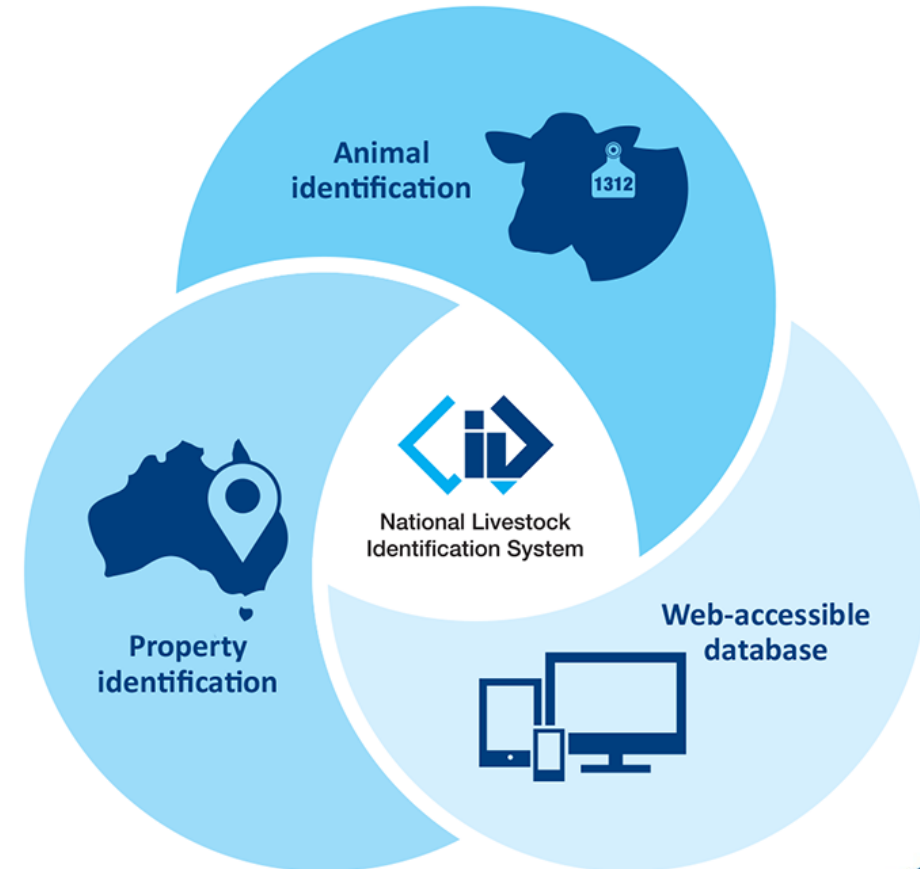 Animal
identification
1312
National Livestock
Identification System
Property
identification
Web-accessible
database